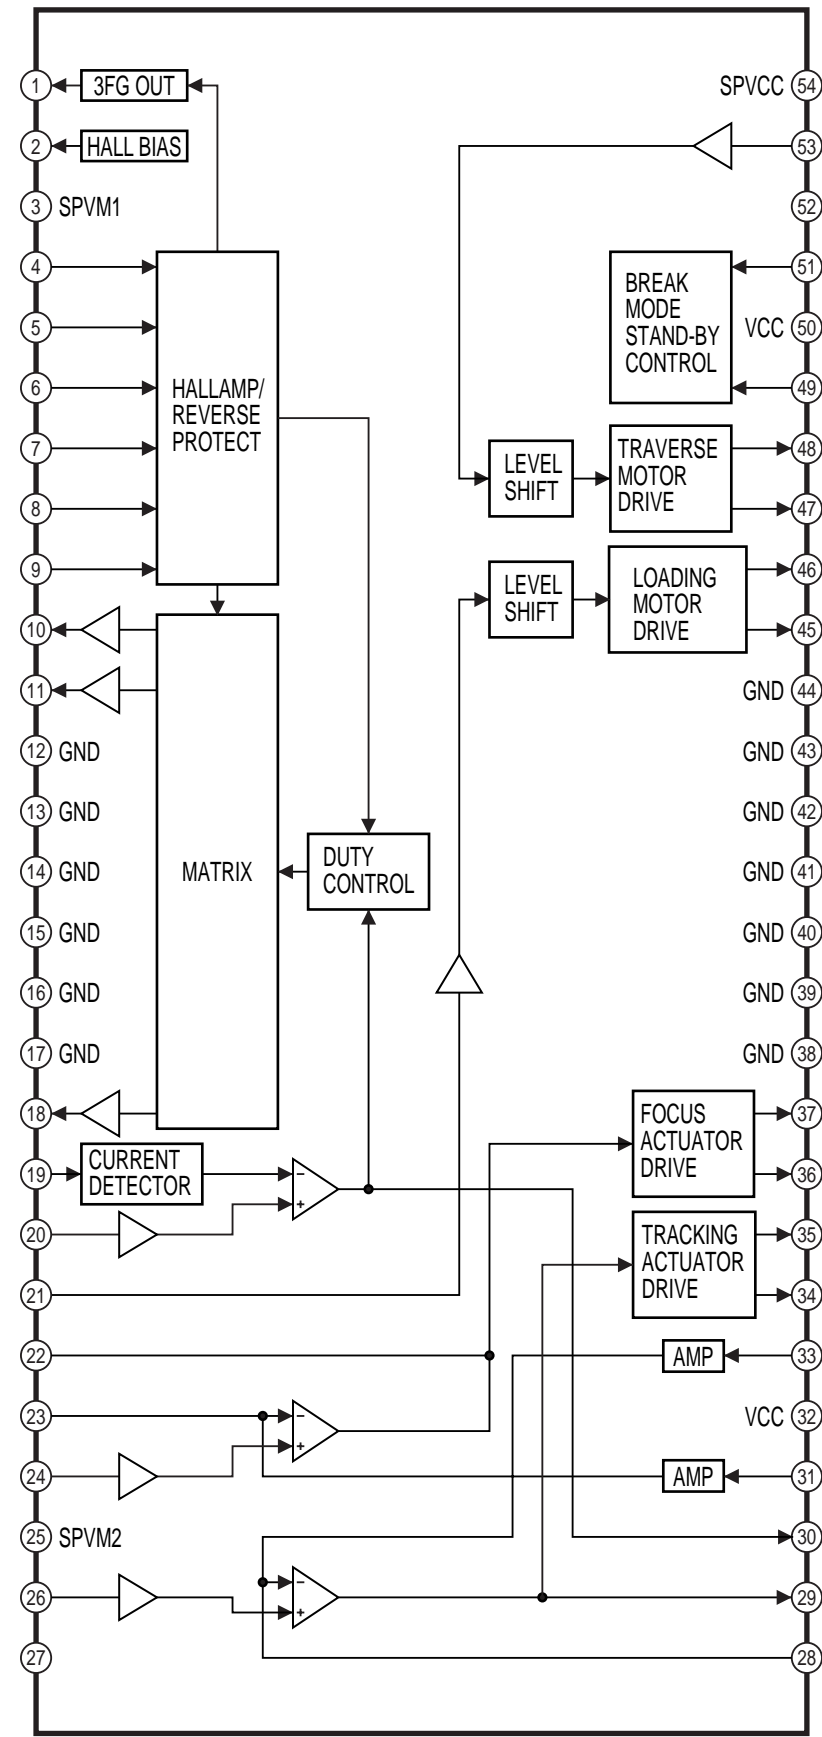 1
3FG OUT
SPVCC
54
2
HALL BIAS
53
3
SPVM1
52
4
51
BREAK
MODE
STAND-BY
CONTROL
5
VCC
50
6
49
HALLAMP/
REVERSE
PROTECT
7
48
LEVEL
SHIFT
TRAVERSE
MOTOR
DRIVE
8
47
9
46
LEVEL
SHIFT
LOADING
MOTOR
DRIVE
10
45
11
GND
44
12
GND
GND
43
13
GND
GND
42
14
GND
MATRIX
DUTY
CONTROL
GND
41
15
GND
GND
40
16
GND
GND
39
17
GND
GND
38
18
37
FOCUS
ACTUATOR
DRIVE
19
CURRENT
DETECTOR
-
+
36
20
35
TRACKING
ACTUATOR
DRIVE
21
34
22
AMP
33
23
-
+
VCC
32
24
AMP
31
25
SPVM2
30
26
-
+
29
27
28